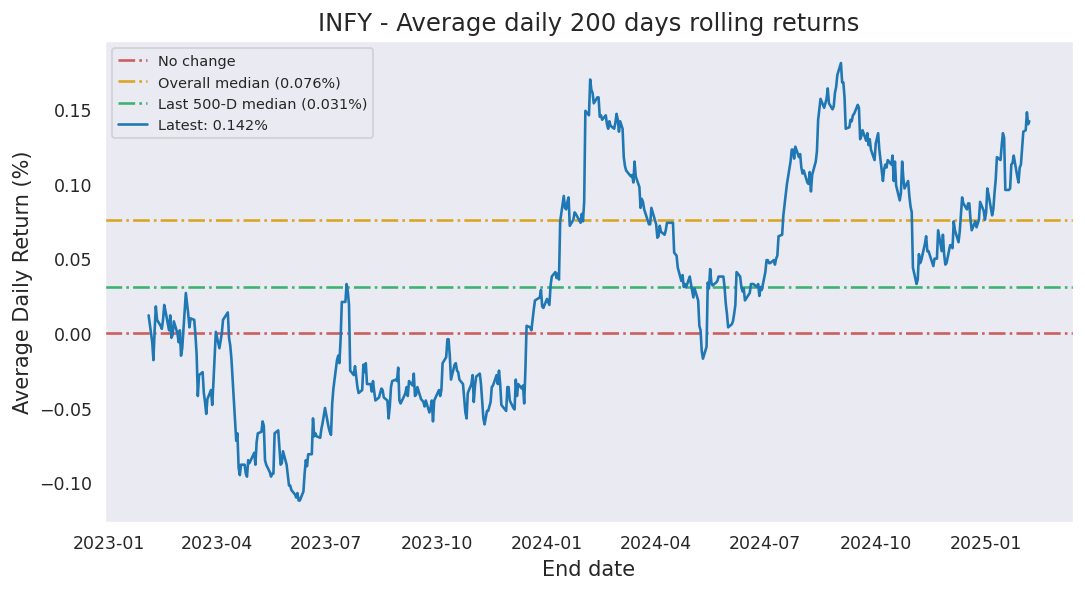 INFY - Average daily 200 days rolling returns
No change
Overall median (0.076%)
Last 500-D median (0.031%)
Latest: 0.142%
Average Daily Return (%)
0.15
0.10
0.05
0.00
−0.05
−0.10
2023-01 2023-04 2023-07 2023-10 2024-01 2024-04 2024-07 2024-10 2025-01
End date